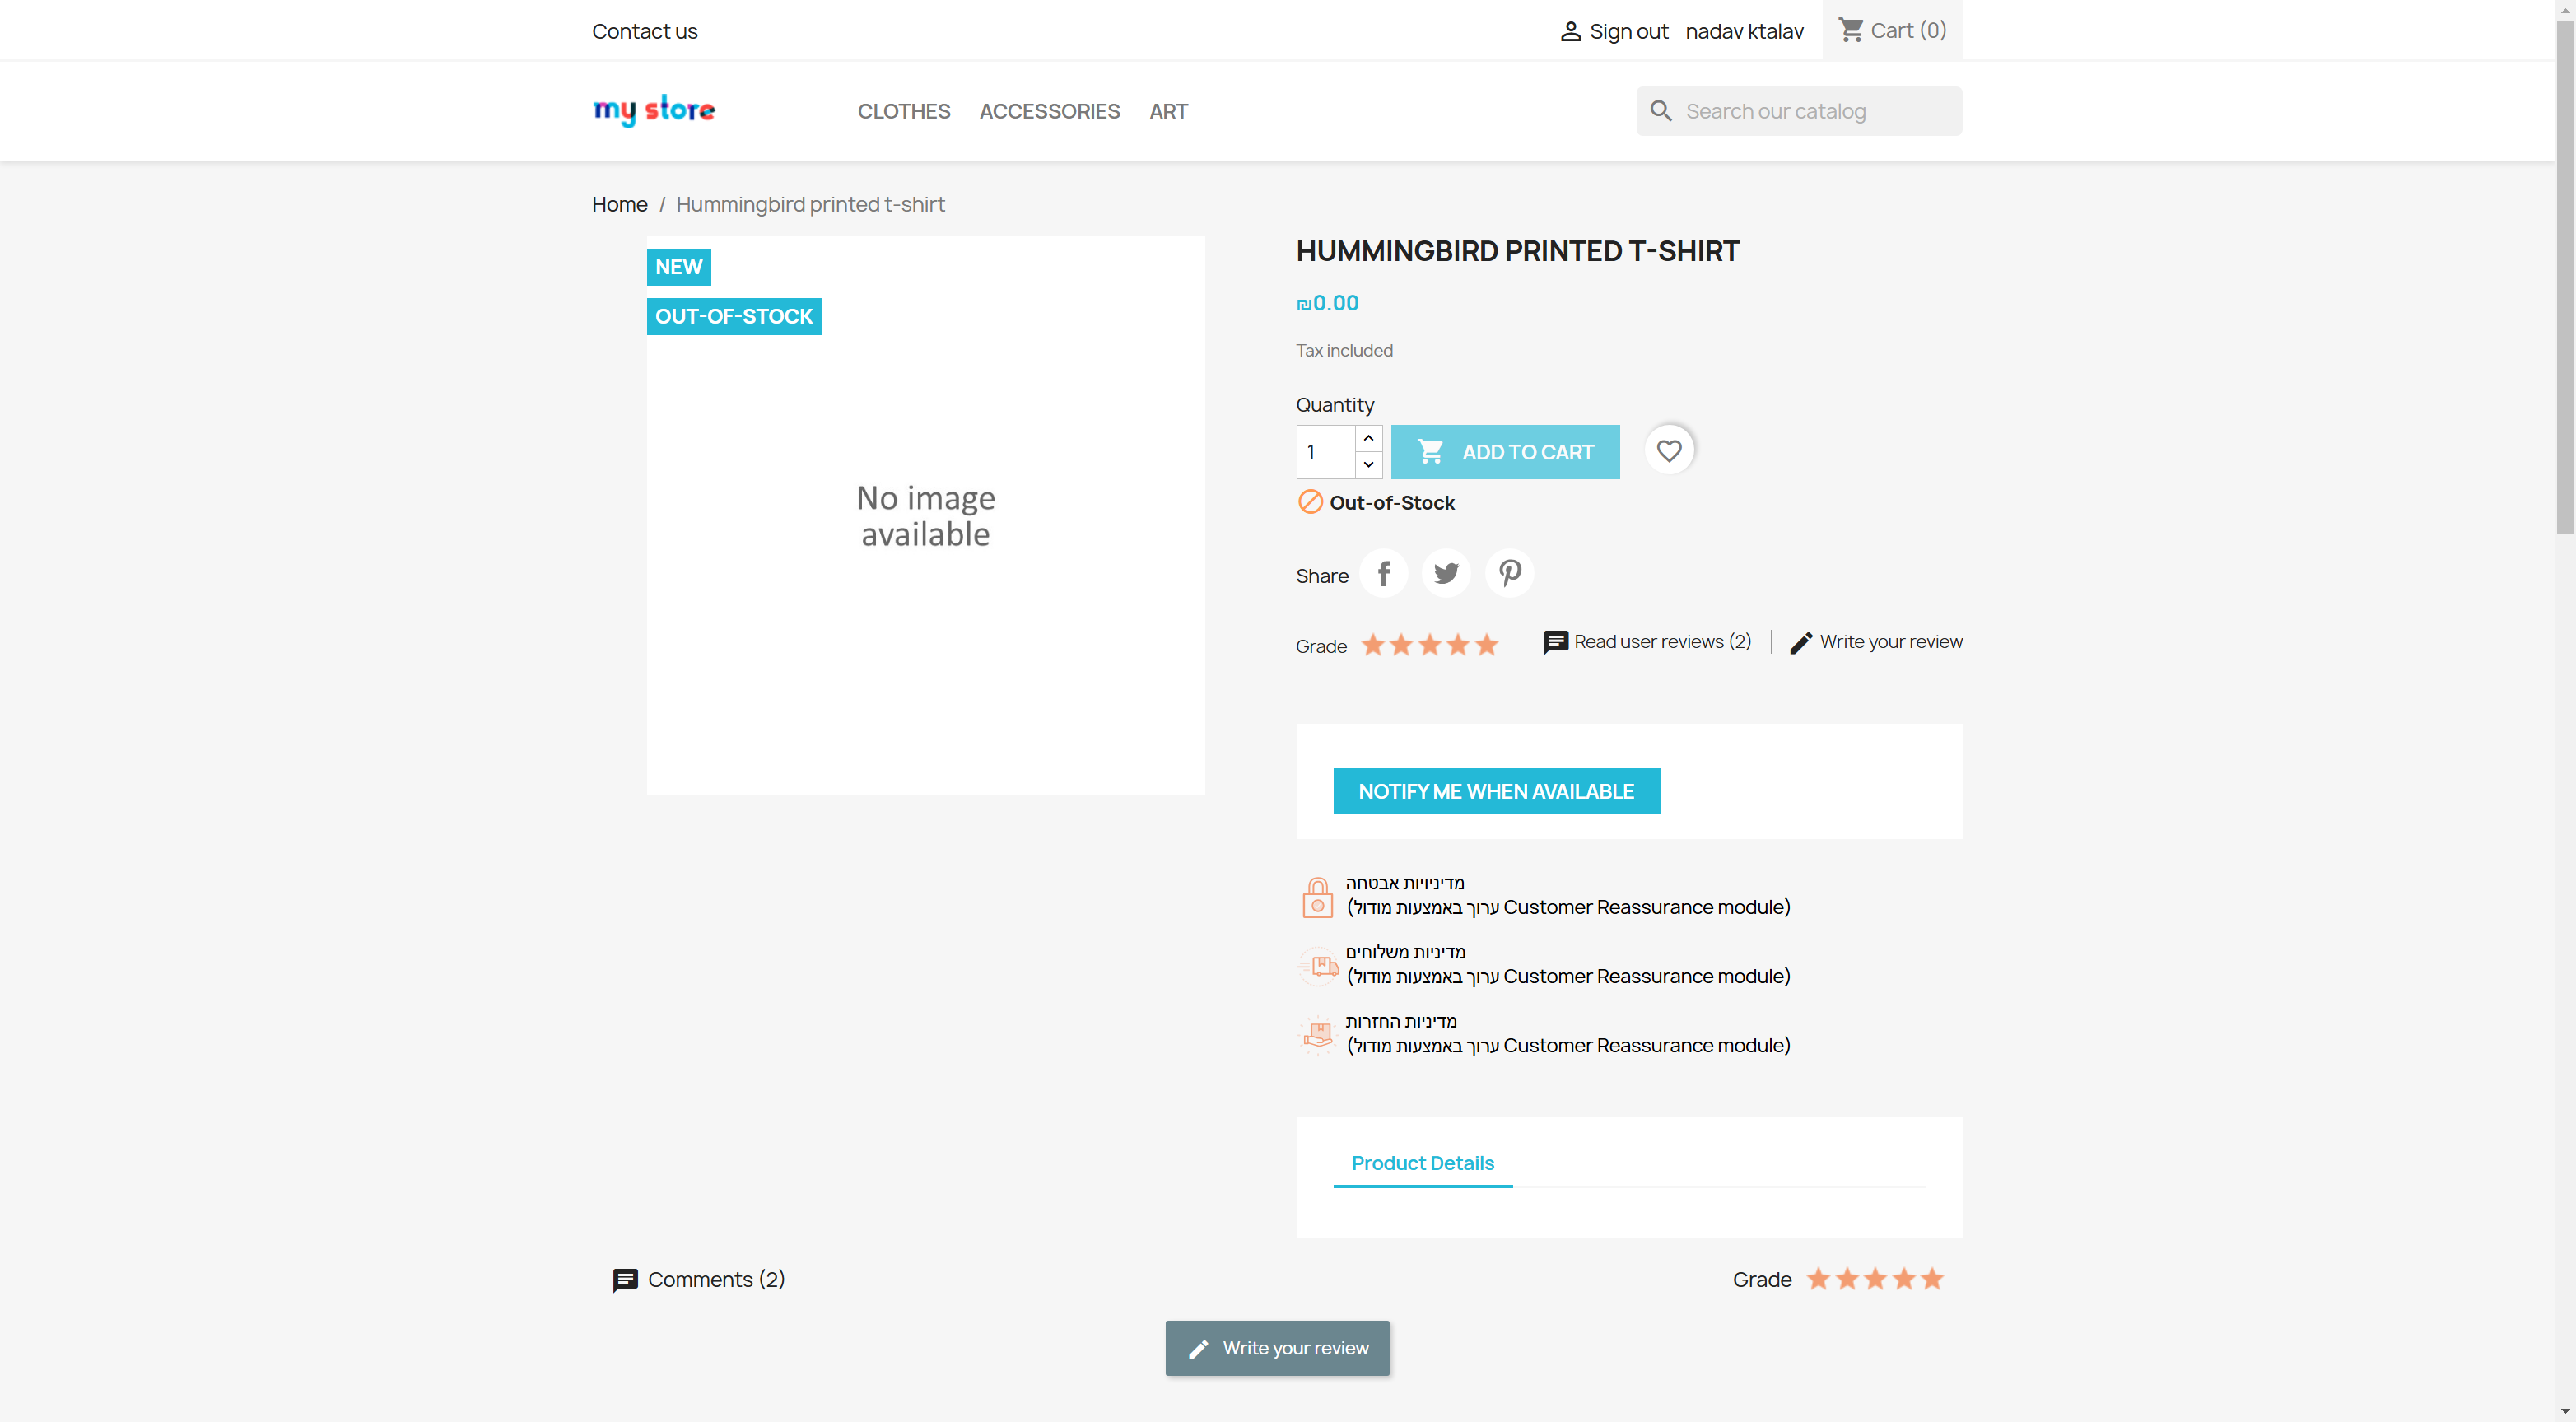 Contact us
Sign out
nadav ktalav
Cart (0)
my store
CLOTHES
ACCESSORIES
ART
Search our catalog
Home / Hummingbird printed t-shirt
NEW
OUT-OF-STOCK
No image
available
HUMMINGBIRD PRINTED T-SHIRT
₪0.00
Tax included
Quantity
1
ADD TO CART
Out-of-Stock
Share
Grade
Read user reviews (2)
Write your review
NOTIFY ME WHEN AVAILABLE
מדיניויות אבטחה
(ערוך באמצעות מודול Customer Reassurance module)
מדיניות משלוחים
(ערוך באמצעות מודול Customer Reassurance module)
מדיניות החזרות
(ערוך באמצעות מודול Customer Reassurance module)
Product Details
Comments (2)
Grade
Write your review